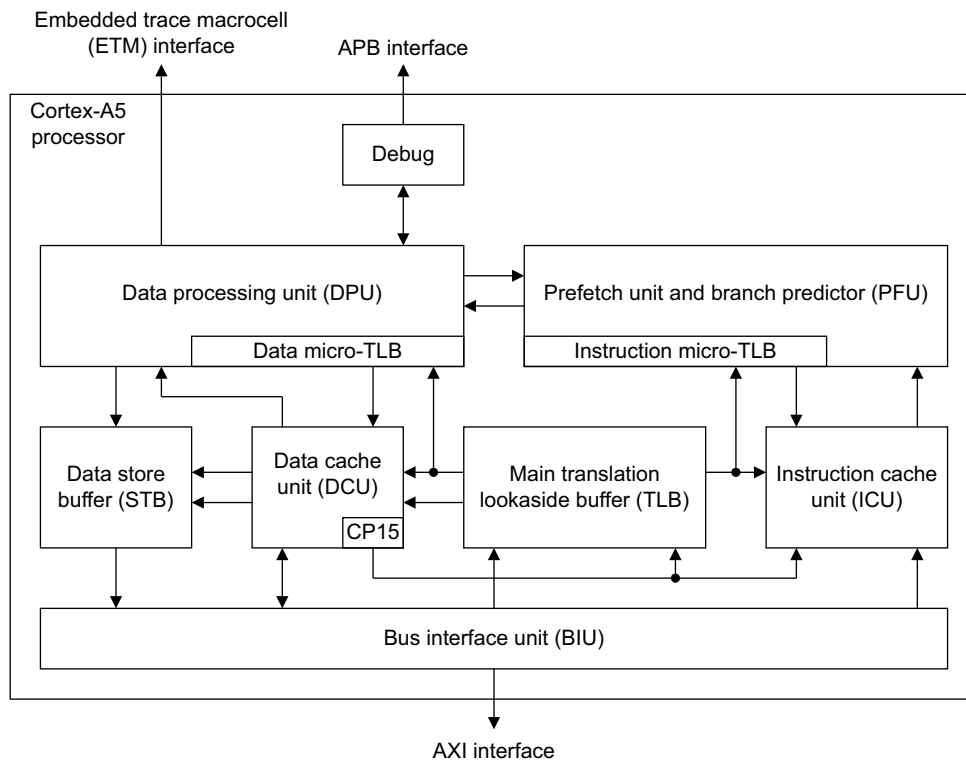 Embedded trace macrocell
(ETM) interface
APB interface
Cortex-A5
processor
Debug
Data processing unit (DPU)
Prefetch unit and branch predictor (PFU)
Data micro-TLB
Instruction micro-TLB
Data store
buffer (STB)
Data cache
unit (DCU)
CP15
Main translation
lookaside buffer (TLB)
Instruction cache
unit (ICU)
Bus interface unit (BIU)
AXI interface